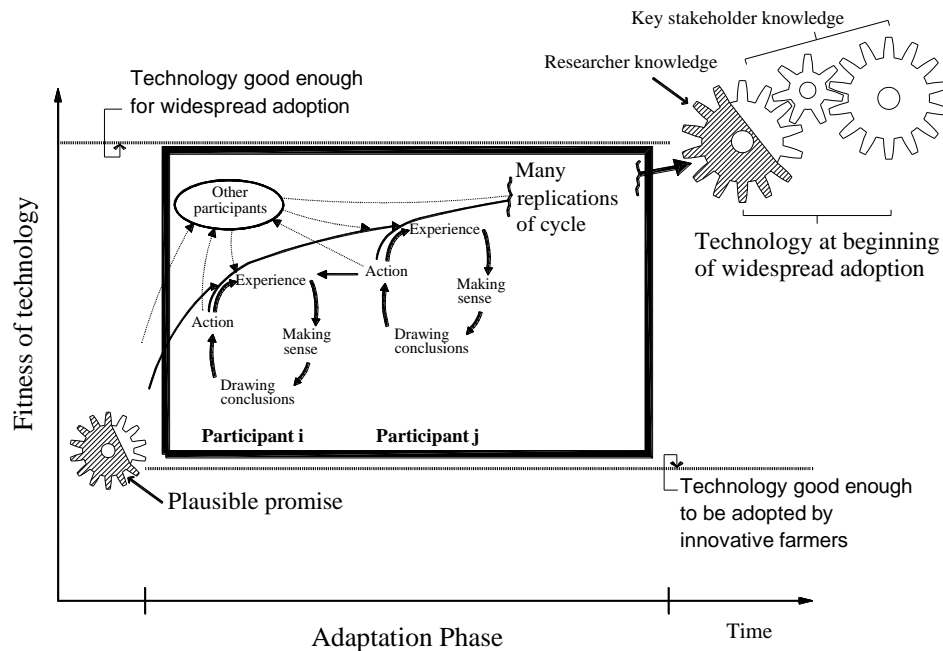 Key stakeholder knowledge
Researcher knowledge
Technology good enough
for widespread adoption
Many
replications
of cycle
Other
participants
Experience
Action
Making
sense
Drawing
conclusions
Experience
Action
Making
sense
Drawing
conclusions
Participant i
Participant j
Technology at beginning
of widespread adoption
Fitness of technology
Plausible promise
Technology good enough
to be adopted by
innovative farmers
Adaptation Phase
Time